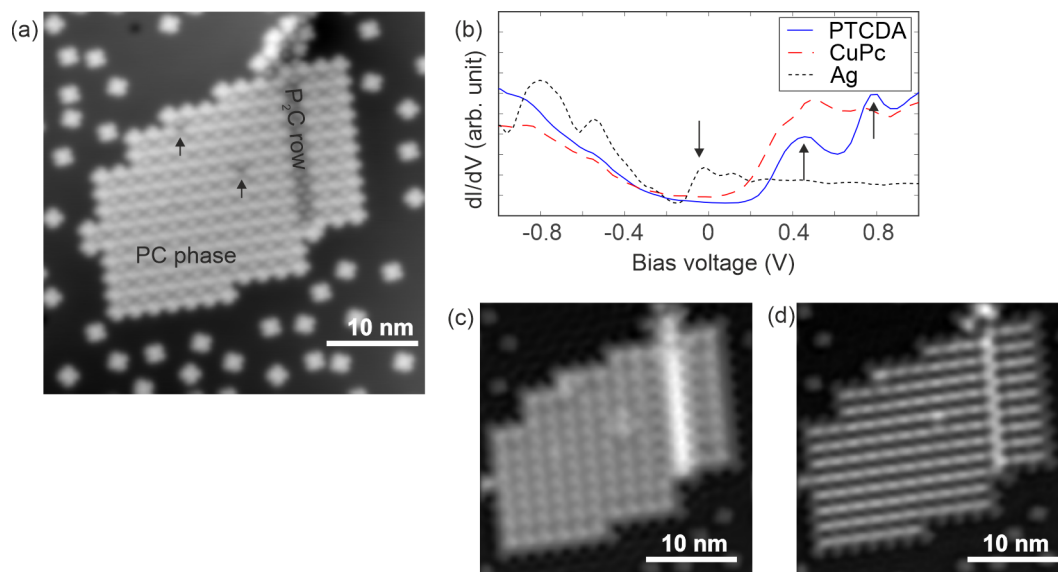 (a)
P₂C row
PC phase
10 nm
(b)
PTCDA
CuPc
Ag
dI/dV (arb. unit)
-0.8 -0.4 0 0.4 0.8
Bias voltage (V)
(c)
10 nm
(d)
10 nm